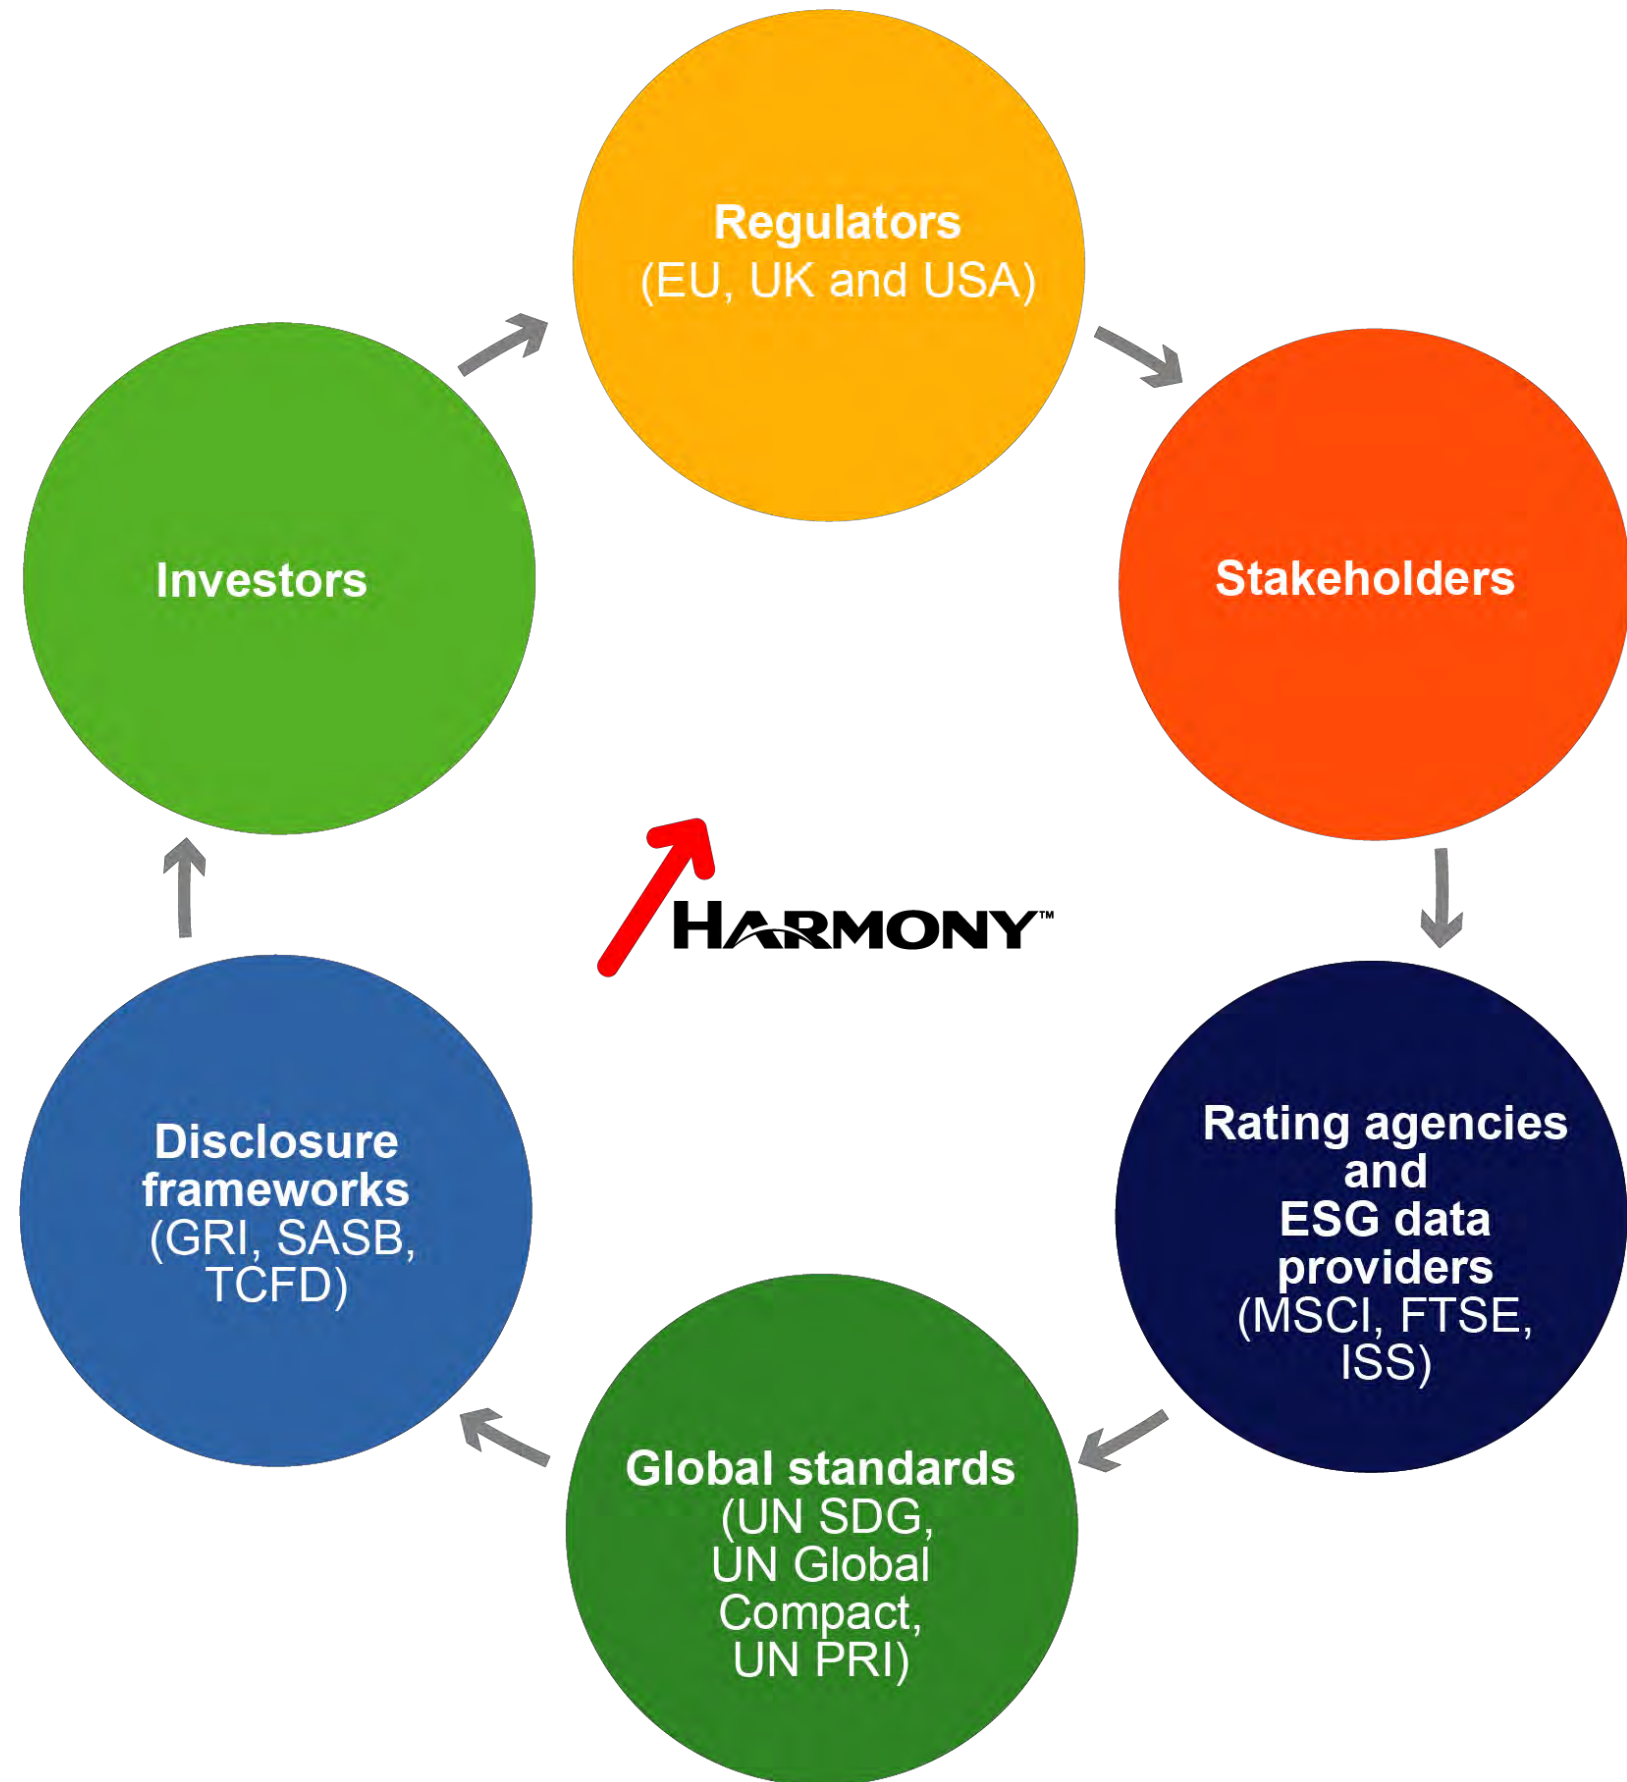 Regulators
(EU, UK and USA)
Stakeholders
Rating agencies
and
ESG data
providers
(MSCI, FTSE,
ISS)
Global standards
(UN SDG,
UN Global
Compact,
UN PRI)
Disclosure
frameworks
(GRI, SASB,
TCFD)
Investors
HARMONY™